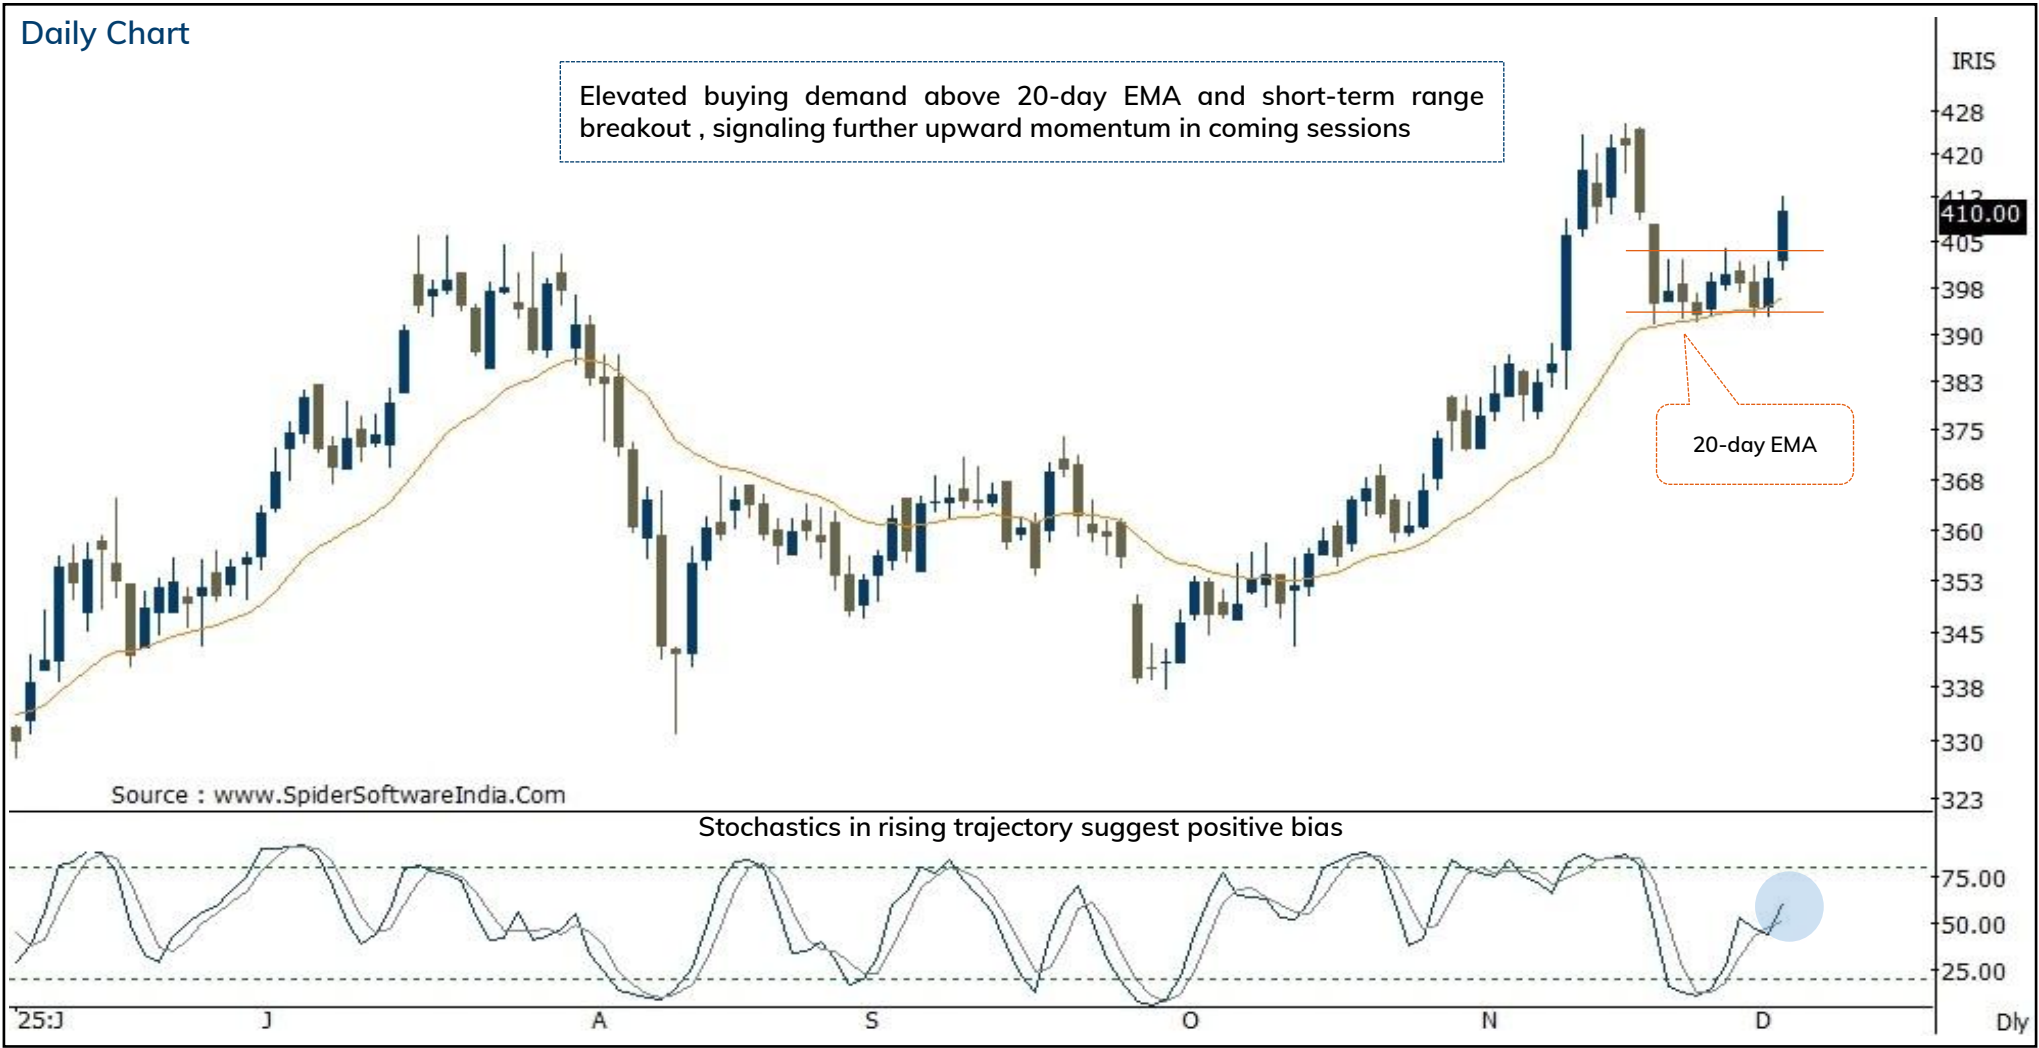 Daily Chart
IRIS
Elevated buying demand above 20-day EMA and short-term range
breakout , signaling further upward momentum in coming sessions
428
420
413
410.00
405
398
390
383
375
20-day EMA
368
360
353
345
338
330
323
Source : www.SpiderSoftwareIndia.Com
Stochastics in rising trajectory suggest positive bias
75.00
50.00
25.00
'25:J J A S O N D Dly